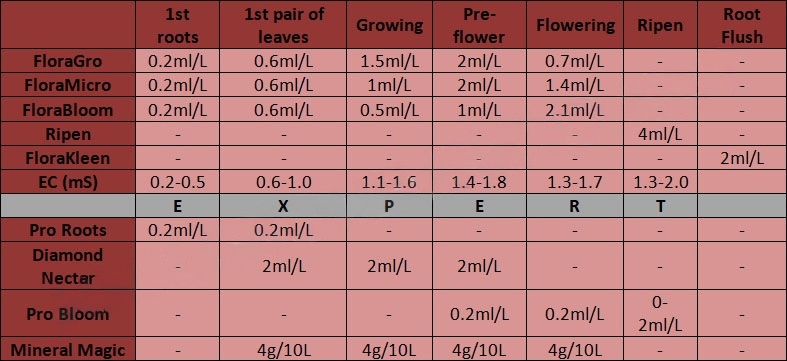 1st roots 1st pair of leaves Growing Pre-flower Flowering Ripen Root Flush
FloraGro 0.2ml/L 0.6ml/L 1.5ml/L 2ml/L 0.7ml/L - -
FloraMicro 0.2ml/L 0.6ml/L 1ml/L 2ml/L 1.4ml/L - -
FloraBloom 0.2ml/L 0.6ml/L 0.5ml/L 1ml/L 2.1ml/L - -
Ripen - - - - - 4ml/L -
FloraKleen - - - - - - 2ml/L
EC (mS) 0.2-0.5 0.6-1.0 1.1-1.6 1.4-1.8 1.3-1.7 1.3-2.0
E X P E R T
Pro Roots 0.2ml/L 0.2ml/L - - - - -
Diamond Nectar - 2ml/L 2ml/L 2ml/L - - -
Pro Bloom - - - 0.2ml/L 0.2ml/L 0-2ml/L -
Mineral Magic - 4g/10L 4g/10L 4g/10L 4g/10L - -